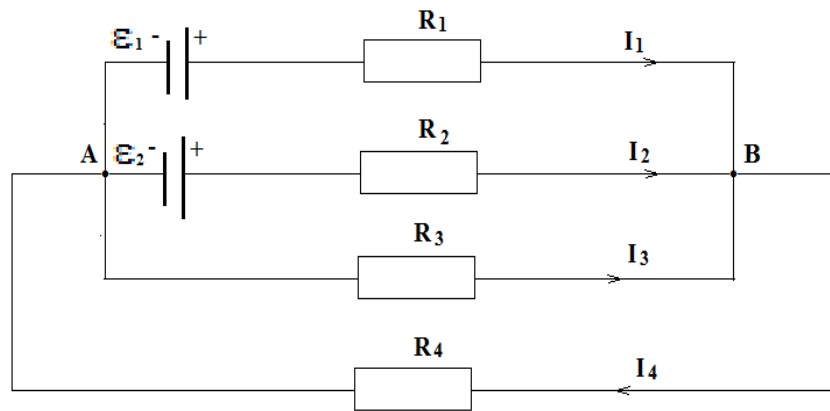 ε1 - + R1 I1
A ε2 - + R2 I2 B
R3 I3
R4 I4